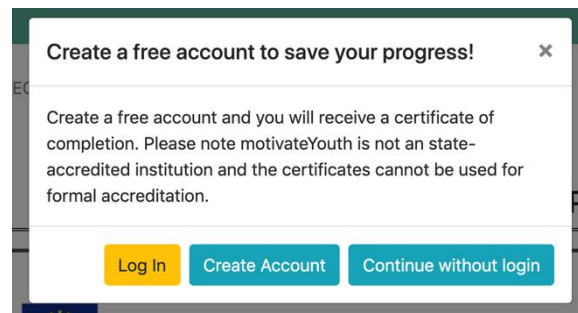 Create a free account to save your progress!
×
EC
Create a free account and you will receive a certificate of
completion. Please note motivateYouth is not an state-
accredited institution and the certificates cannot be used for
formal accreditation.
Log In
Create Account
Continue without login